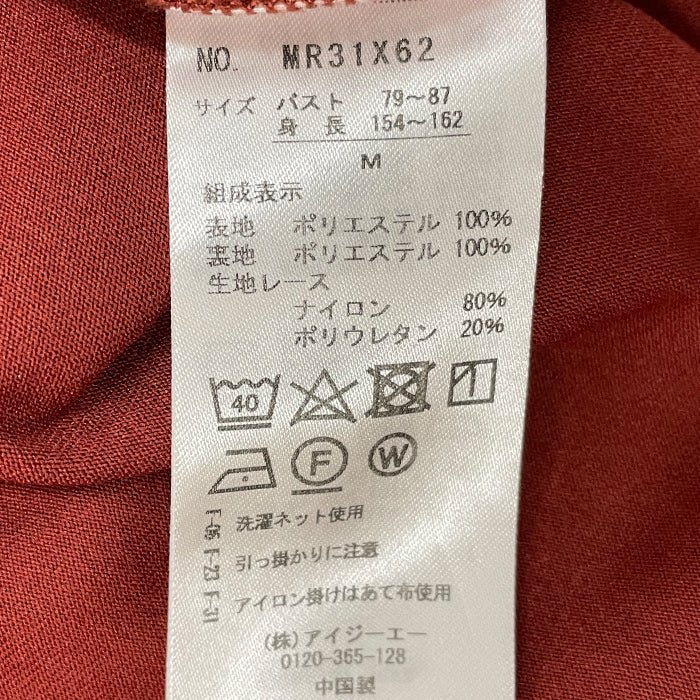 NO. MR31X62
サイズ バスト 79〜87
身長 154〜162
M
組成表示
表地 ポリエステル 100%
裏地 ポリエステル 100%
生地レース
ナイロン 80%
ポリウレタン 20%
40
F W
F-05 F-23 F-31
洗濯ネット使用
引っ掛かりに注意
アイロン掛けはあて布使用
(株)アイジーエー
0120-365-128
中国製